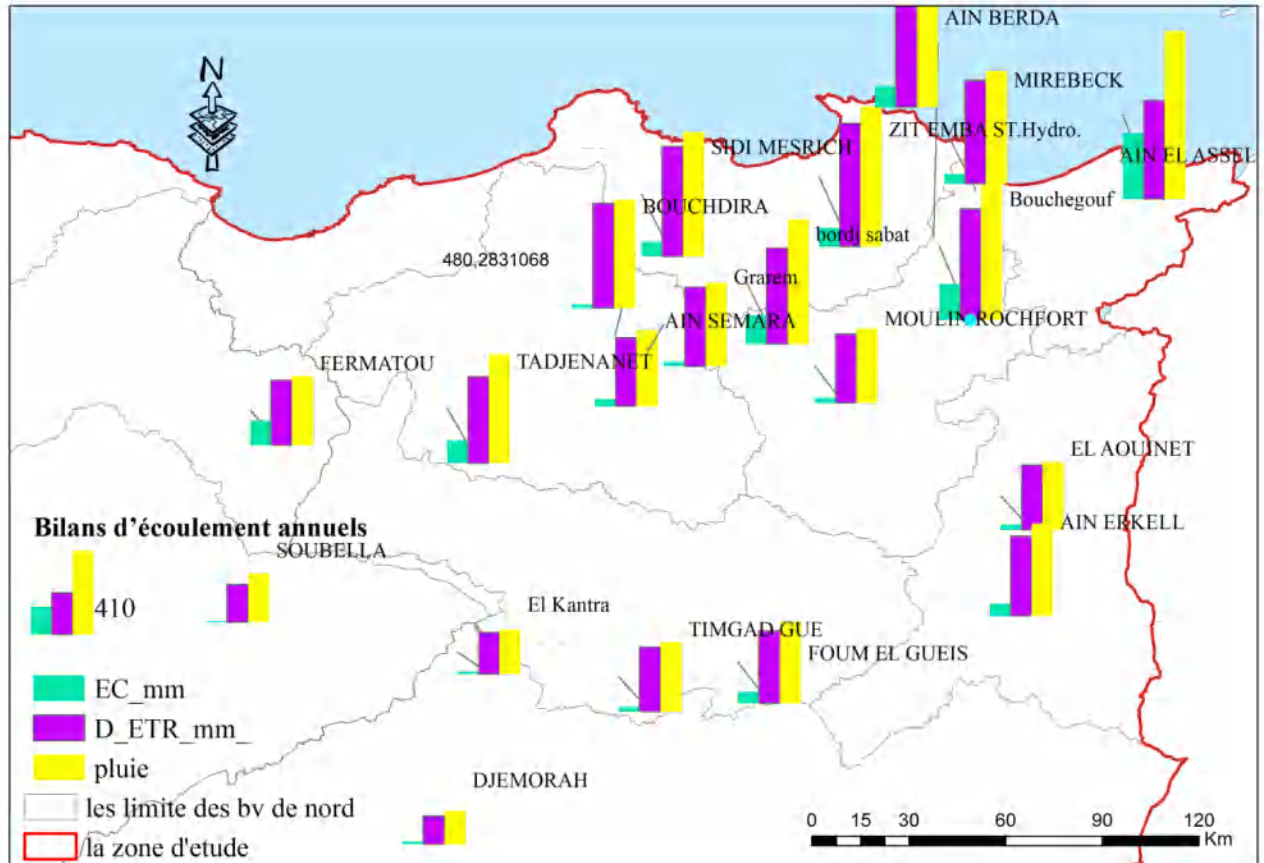 AIN BERDA
N
MIREBECK
ZIT EMBA ST.Hydro.
SIDI MESRICH
AIN EL ASSEL
Bouchegouf
BOUCHDIRA
bordj sabat
480,2831068
Grarem
AIN SEMARA
MOULIN ROCHFORT
FERMATOU
TADJENANET
EL AOUINET
AIN ERKELL
Bilans d'écoulement annuels
SOUBELLA
410
El Kantra
TIMGAD GUE
FOUM EL GUEIS
EC_mm
D_ETR_mm_
pluie
DJEMORAH
les limite des bv de nord
la zone d'etude
0 15 30 60 90 120
Km